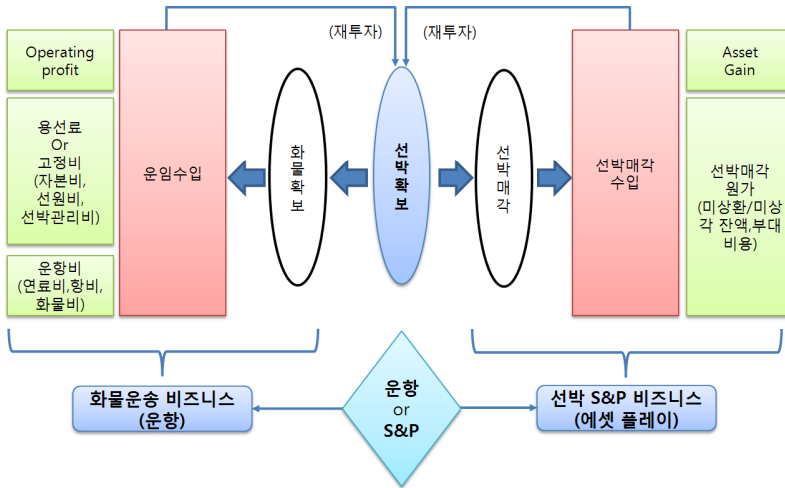 (재투자)
(재투자)
Operating
profit
용선료
Or
고정비
(자본비,
선원비,
선박관리비)
운항비
(연료비,항비,
화물비)
운임수입
화물확보
선박확보
선박매각
선박매각
수입
Asset
Gain
선박매각
원가
(미상환/미상
각 잔액,부대
비용)
화물운송 비즈니스
(운항)
운항
or
S&P
선박 S&P 비즈니스
(에셋 플레이)